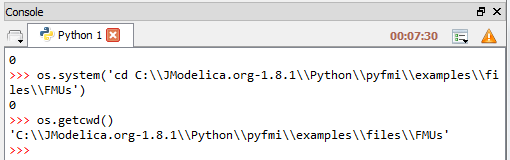 Console
Python 1
00:07:30
0
>>> os.system('cd C:\\JModelica.org-1.8.1\\Python\\pyfmi\\examples\\fi
les\\FMUs')
0
>>> os.getcwd()
'C:\\JModelica.org-1.8.1\\Python\\pyfmi\\examples\\files\\FMUs'
>>>